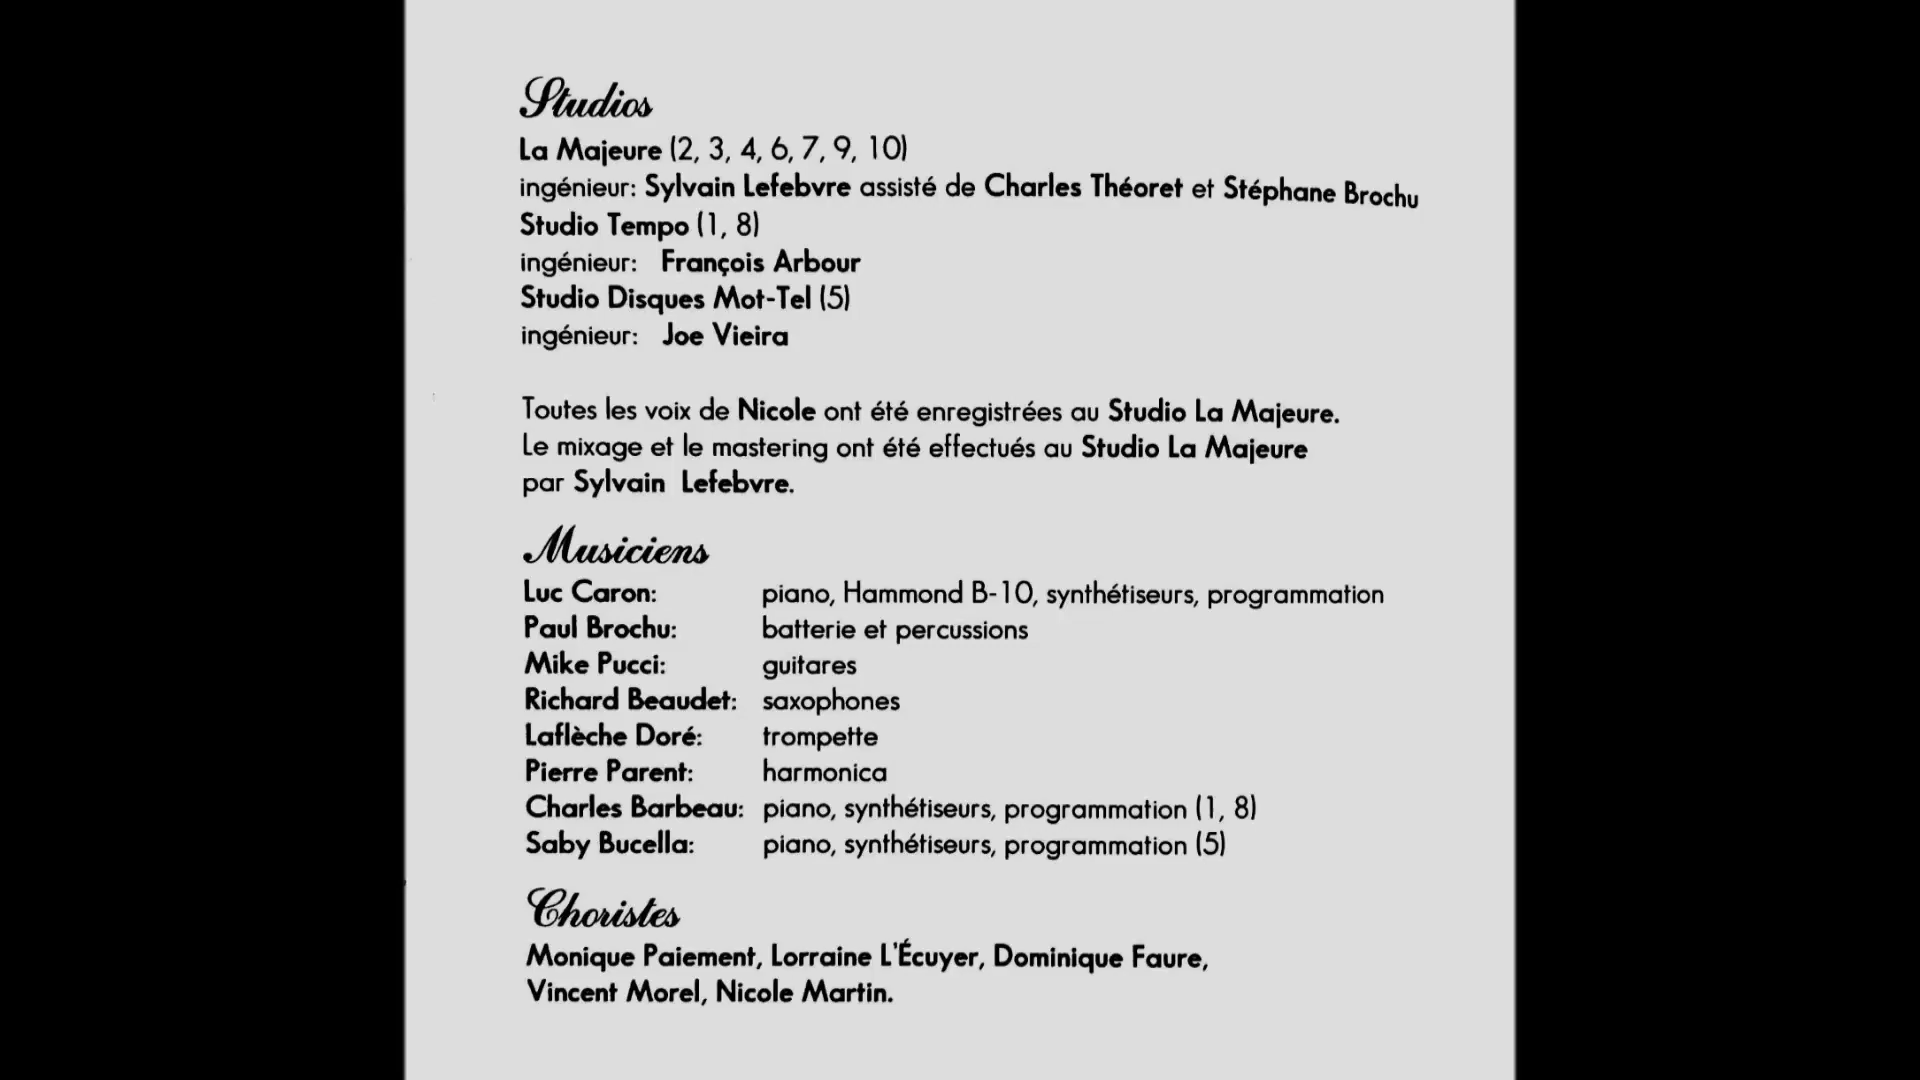 Studios
La Majeure (2, 3, 4, 6, 7, 9, 10)
ingénieur: Sylvain Lefebvre assisté de Charles Théoret et Stéphane Brochu
Studio Tempo (1, 8)
ingénieur: François Arbour
Studio Disques Mot-Tel (5)
ingénieur: Joe Vieira
Toutes les voix de Nicole ont été enregistrées au Studio La Majeure.
Le mixage et le mastering ont été effectués au Studio La Majeure
par Sylvain Lefebvre.
Musiciens
Luc Caron: piano, Hammond B-10, synthétiseurs, programmation
Paul Brochu: batterie et percussions
Mike Pucci: guitares
Richard Beaudet: saxophones
Laflèche Doré: trompette
Pierre Parent: harmonica
Charles Barbeau: piano, synthétiseurs, programmation (1, 8)
Saby Bucella: piano, synthétiseurs, programmation (5)
Choristes
Monique Paiement, Lorraine L'Écuyer, Dominique Faure,
Vincent Morel, Nicole Martin.